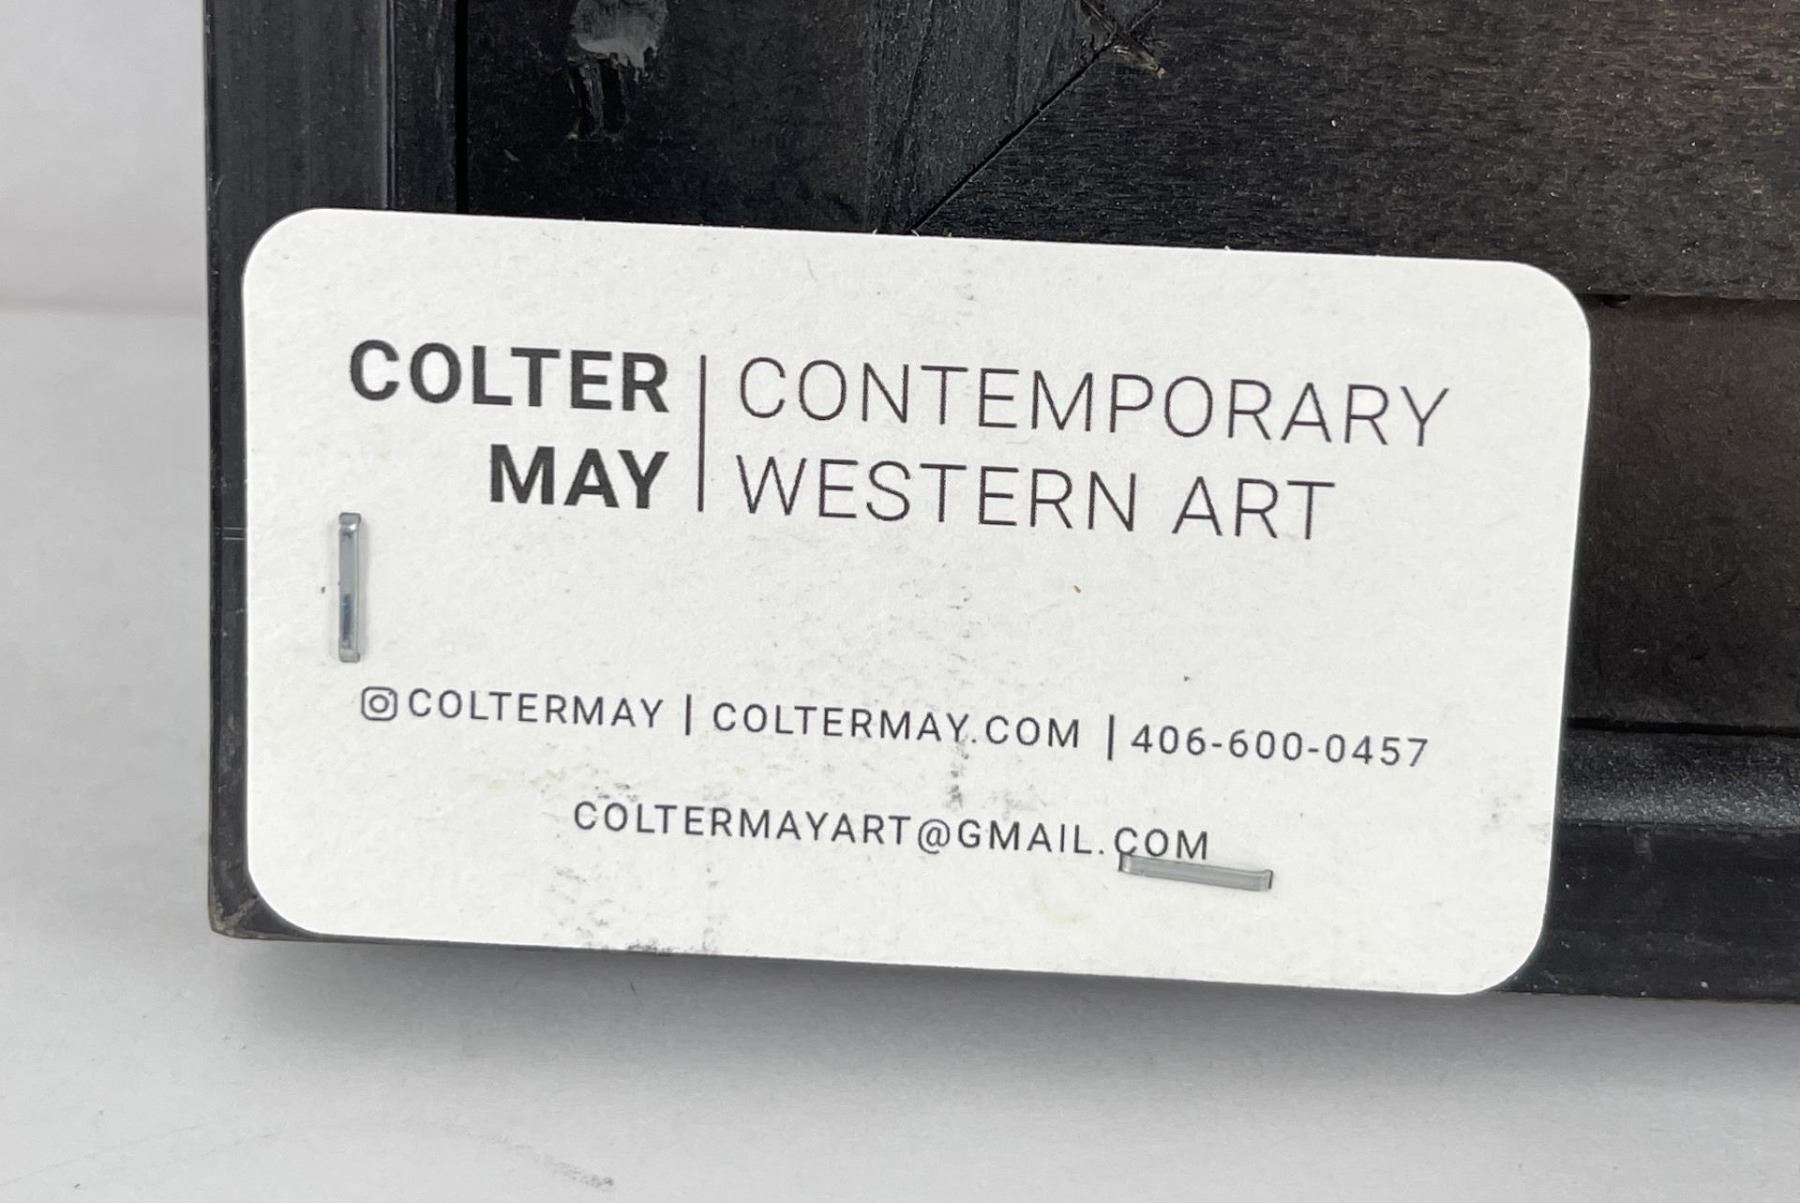 COLTER | CONTEMPORARY
MAY | WESTERN ART
COLTERMAY | COLTERMAY.COM | 406-600-0457
COLTERMAYART@GMAIL.COM